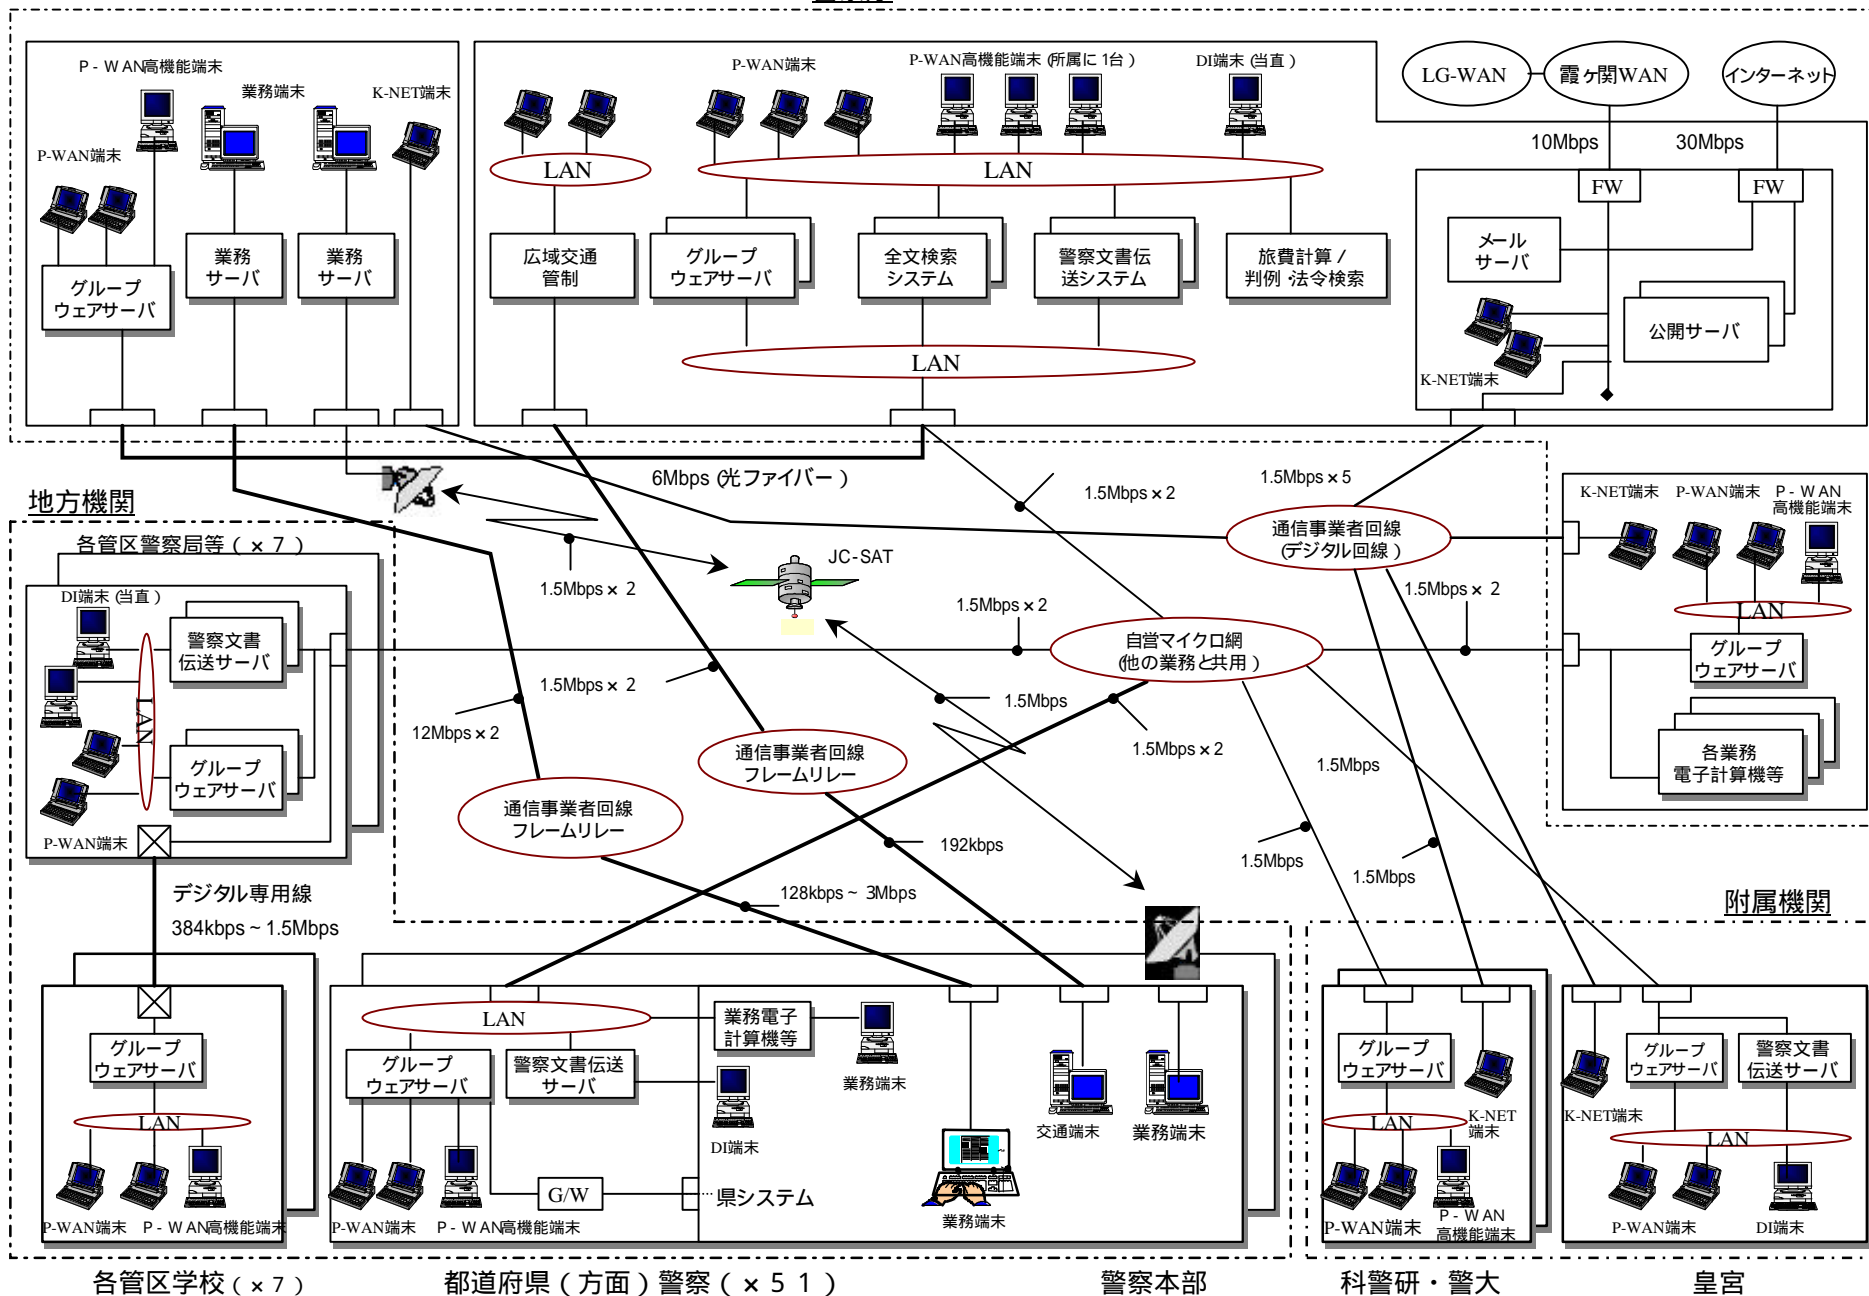 P - W AN高機能端末
業務端末
K-NET端末
P-WAN端末
グループ
ウェアサーバ
業務
サーバ
業務
サーバ
P-WAN端末
P-WAN高機能端末 (所属に1台)
DI端末 (当直)
LAN
LAN
広域交通
管制
グループ
ウェアサーバ
全文検索
システム
警察文書伝
送システム
旅費計算 /
判例・法令検索
LAN
LG-WAN
霞ヶ関WAN
インターネット
10Mbps
30Mbps
FW
FW
メール
サーバ
公開サーバ
K-NET端末
6Mbps (光ファイバー)
1.5Mbps × 2
1.5Mbps × 5
通信事業者回線
(デジタル回線)
K-NET端末
P-WAN端末
P - W AN
高機能端末
LAN
グループ
ウェアサーバ
各業務
電子計算機等
地方機関
各管区警察局等 ( × 7 )
DI端末 (当直)
警察文書
伝送サーバ
LAN
グループ
ウェアサーバ
P-WAN端末
1.5Mbps × 2
JC-SAT
1.5Mbps × 2
1.5Mbps × 2
自営マイクロ網
(他の業務と共用)
1.5Mbps × 2
12Mbps × 2
1.5Mbps
1.5Mbps × 2
通信事業者回線
フレームリレー
通信事業者回線
フレームリレー
1.5Mbps
192kbps
1.5Mbps
1.5Mbps
128kbps ~ 3Mbps
デジタル専用線
384kbps ~ 1.5Mbps
附属機関
グループ
ウェアサーバ
LAN
P-WAN端末
P - W AN高機能端末
LAN
グループ
ウェアサーバ
警察文書伝送
サーバ
業務電子
計算機等
業務端末
DI端末
P-WAN端末
P - W AN高機能端末
G/W
県システム
業務端末
交通端末
業務端末
グループ
ウェアサーバ
LAN
K-NET
端末
P-WAN端末
P - W AN
高機能端末
K-NET端末
グループ
ウェアサーバ
警察文書
伝送サーバ
LAN
P-WAN端末
DI端末
各管区学校 ( × 7 )
都道府県 ( 方面 ) 警察 ( × 5 1 )
警察本部
科警研・警大
皇宮